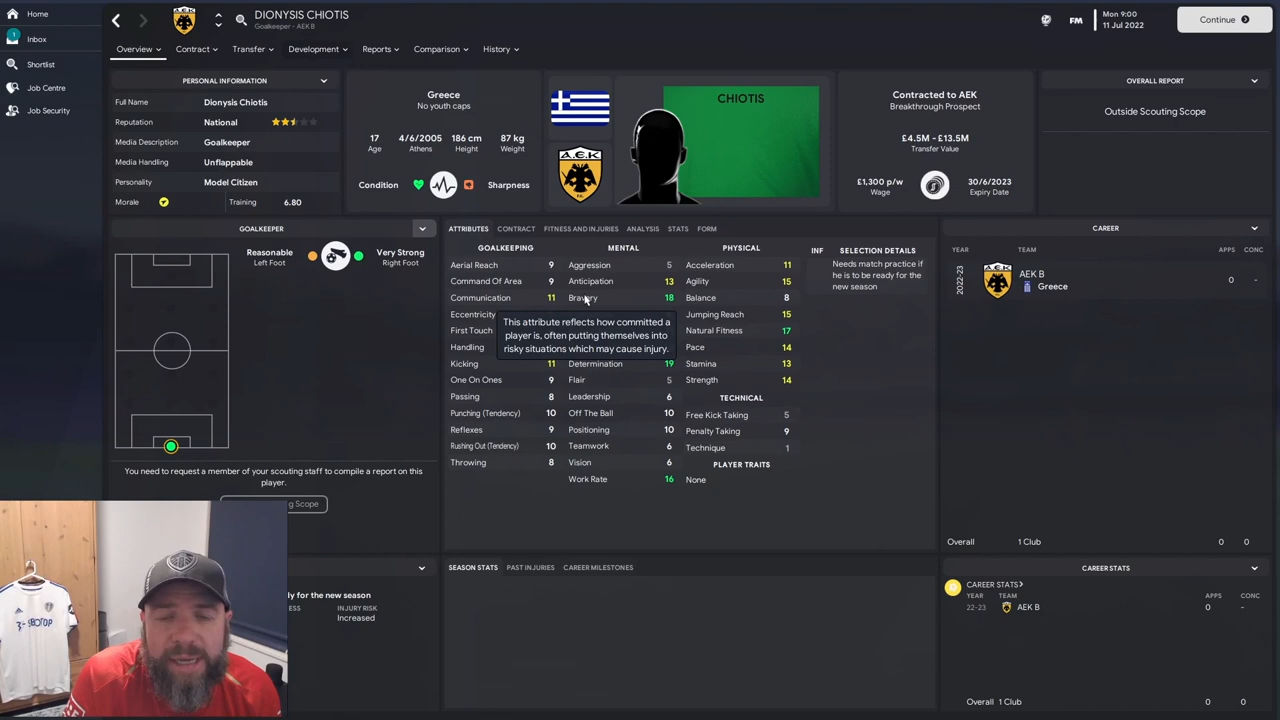 Home
Inbox
Shortlist
Job Centre
Job Security
DIONYSIS CHIOTIS
Goalkeeper - AEK B
FM
Mon 9:00
11 Jul 2022
Continue
Overview
Contract
Transfer
Development
Reports
Comparison
History
PERSONAL INFORMATION
Full Name Dionysis Chiotis
Reputation National
Media Description Goalkeeper
Media Handling Unflappable
Personality Model Citizen
Morale Training 6.80
Greece
No youth caps
17 4/6/2005 186 cm 87 kg
Age Athens Height Weight
Condition Sharpness
CHIOTIS
Contracted to AEK
Breakthrough Prospect
£4.5M - £13.5M
Transfer Value
£1,300 p/w 30/6/2023
Wage Expiry Date
OVERALL REPORT
Outside Scouting Scope
GOALKEEPER
Reasonable Very Strong
Left Foot Right Foot
You need to request a member of your scouting staff to compile a report on this
player.
ng Scope
ATTRIBUTES CONTRACT FITNESS AND INJURIES ANALYSIS STATS FORM
GOALKEEPING
Aerial Reach 9
Command Of Area 9
Communication 11
Eccentricity
First Touch
Handling
Kicking 11
One On Ones 9
Passing 8
Punching (Tendency) 10
Reflexes 9
Rushing Out (Tendency) 10
Throwing 8
MENTAL
Aggression 5
Anticipation 13
Bravery 18
This attribute reflects how committed a
player is, often putting themselves into
risky situations which may cause injury.
Determination 19
Flair 5
Leadership 6
Off The Ball 10
Positioning 10
Teamwork 6
Vision 6
Work Rate 16
PHYSICAL
Acceleration 11
Agility 15
Balance 8
Jumping Reach 15
Natural Fitness 17
Pace 14
Stamina 13
Strength 14
TECHNICAL
Free Kick Taking 5
Penalty Taking 9
Technique 1
PLAYER TRAITS
None
INF SELECTION DETAILS
Needs match practice if
he is to be ready for the
new season
CAREER
YEAR TEAM APPS CONC
2022-23 AEK B 0 -
Greece
Overall 1 Club 0 0
dy for the new season
ESS INJURY RISK
Increased
SEASON STATS PAST INJURIES CAREER MILESTONES
CAREER STATS
CAREER STATS>
YEAR TEAM APPS CONC
22-23 AEK B 0 -
Overall 1 Club 0 0